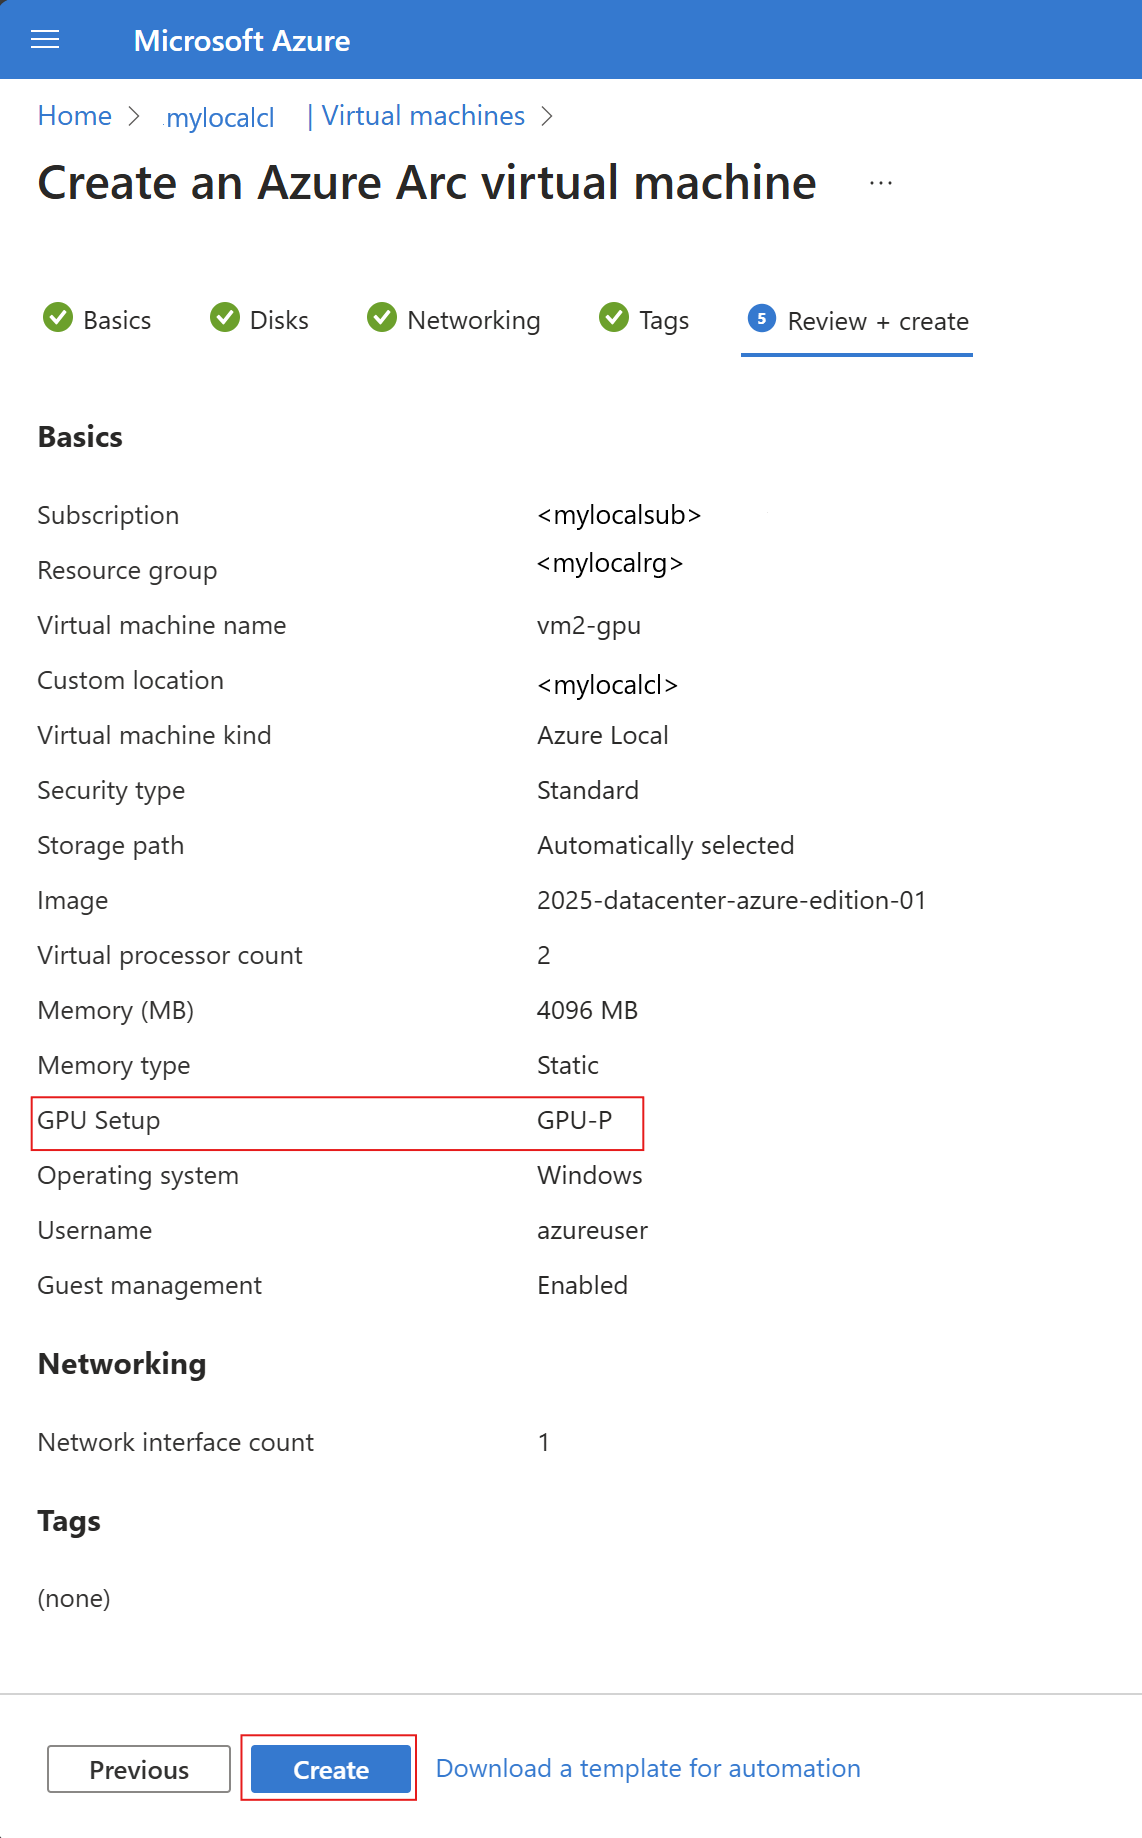 Microsoft Azure
Home > mylocalcl | Virtual machines >
Create an Azure Arc virtual machine ...
Basics Disks Networking Tags 5 Review + create
Basics
Subscription <mylocalsub>
Resource group <mylocalrg>
Virtual machine name vm2-gpu
Custom location <mylocalcl>
Virtual machine kind Azure Local
Security type Standard
Storage path Automatically selected
Image 2025-datacenter-azure-edition-01
Virtual processor count 2
Memory (MB) 4096 MB
Memory type Static
GPU Setup GPU-P
Operating system Windows
Username azureuser
Guest management Enabled
Networking
Network interface count 1
Tags
(none)
Previous Create Download a template for automation